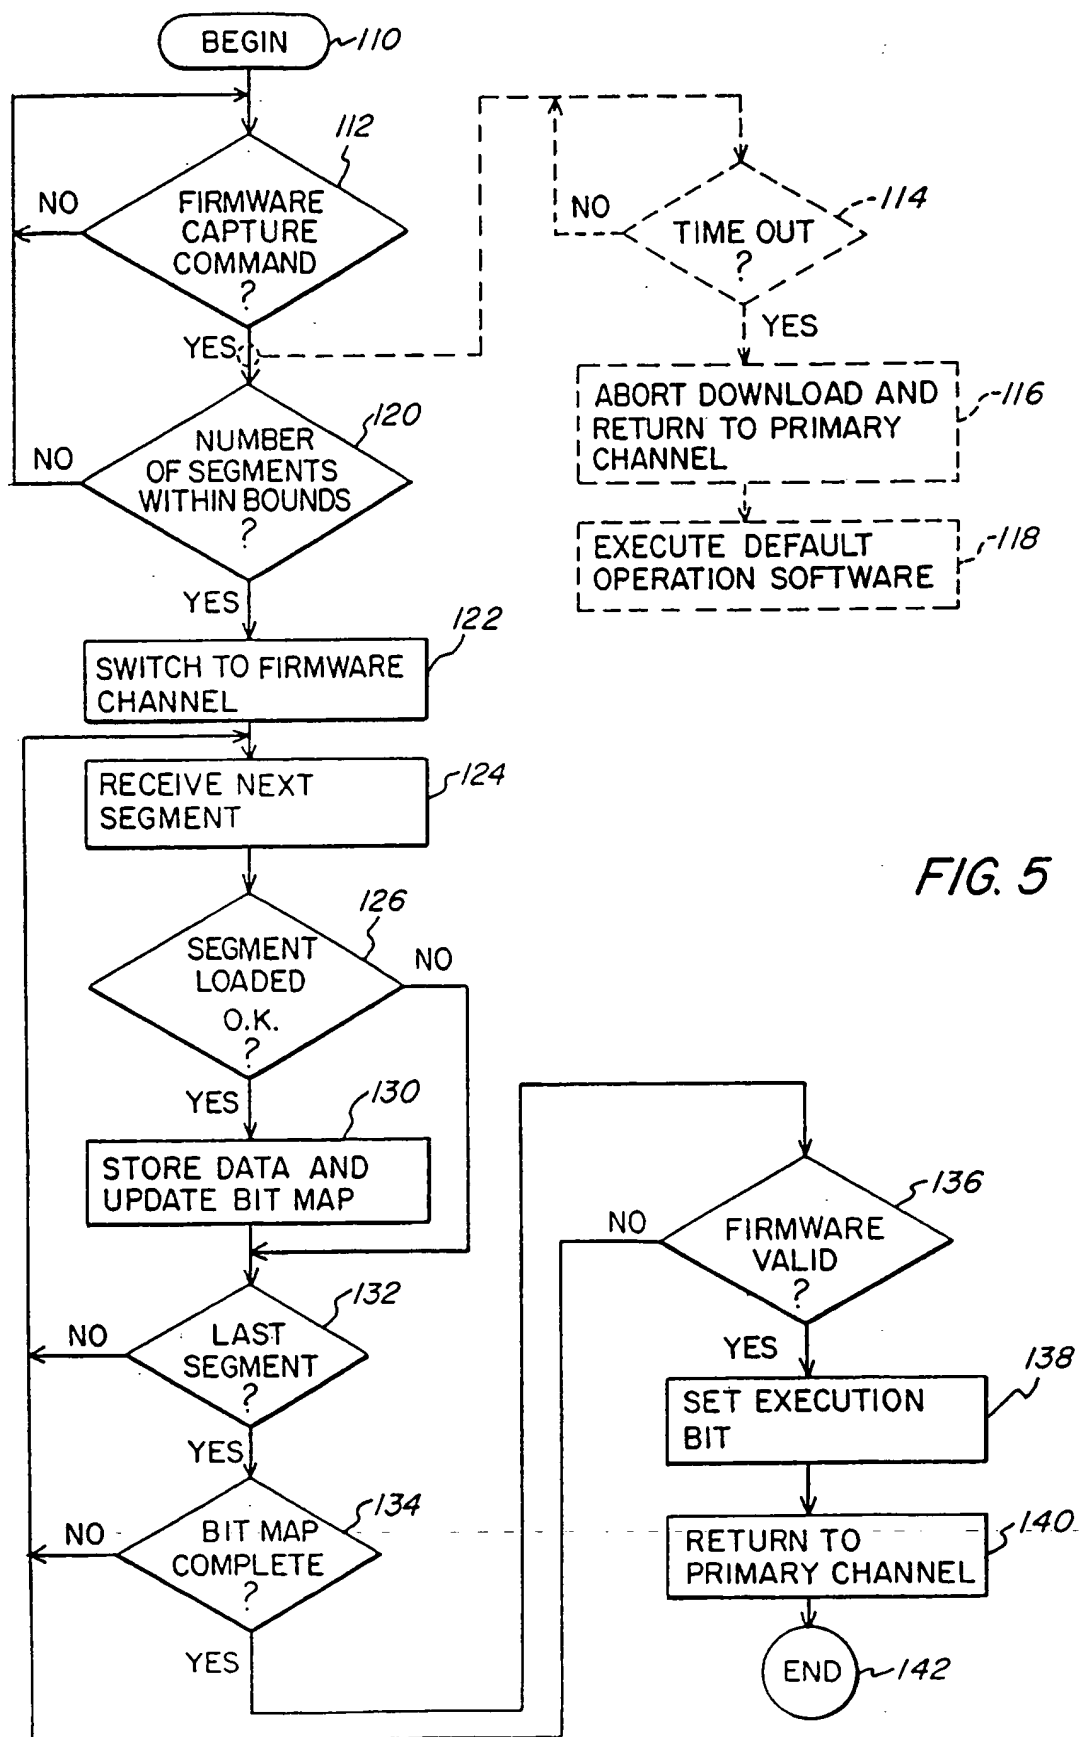 BEGIN
110
112
FIRMWARE
CAPTURE
COMMAND
?
NO
YES
TIME OUT
?
114
NO
YES
ABORT DOWNLOAD AND
RETURN TO PRIMARY
CHANNEL
116
EXECUTE DEFAULT
OPERATION SOFTWARE
118
120
NUMBER
OF SEGMENTS
WITHIN BOUNDS
?
NO
YES
122
SWITCH TO FIRMWARE
CHANNEL
RECEIVE NEXT
SEGMENT
124
FIG. 5
126
SEGMENT
LOADED
O.K.
?
NO
YES
130
STORE DATA AND
UPDATE BIT MAP
132
LAST
SEGMENT
?
NO
YES
134
BIT MAP
COMPLETE
?
NO
YES
136
FIRMWARE
VALID
?
NO
YES
138
SET EXECUTION
BIT
140
RETURN TO
PRIMARY CHANNEL
END
142